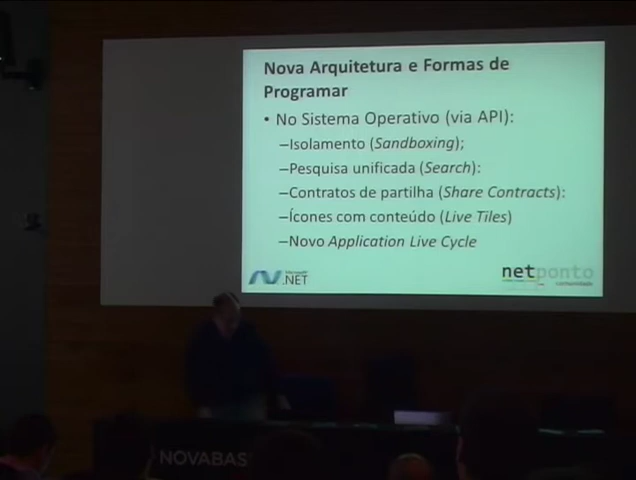 Nova Arquitetura e Formas de
Programar
• No Sistema Operativo (via API):
–Isolamento (Sandboxing);
–Pesquisa unificada (Search):
–Contratos de partilha (Share Contracts):
–Ícones com conteúdo (Live Tiles)
–Novo Application Live Cycle
.NET
netponto
NOVABAS